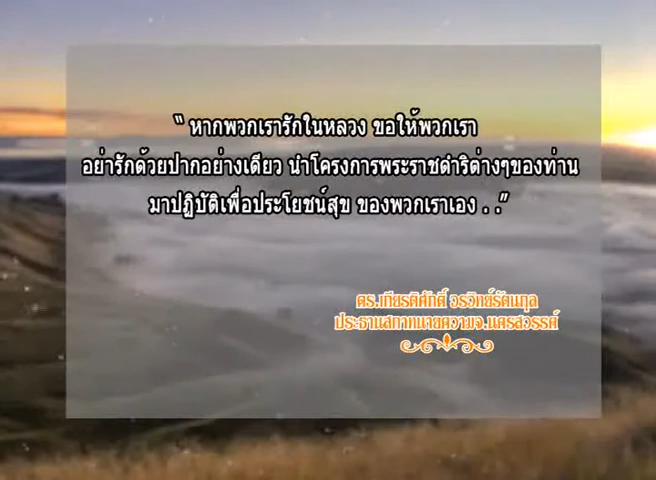 “ หากพวกเรารักในหลวง ขอให้พวกเรา
อย่ารักด้วยปากอย่างเดียว นำโครงการพระราชดำริต่างๆของท่าน
มาปฏิบัติเพื่อประโยชน์สุข ของพวกเราเอง . .”
ดร.เกียรติศักดิ์ วรวิทย์รัตนกุล
ประธานสภาทนายความจ.นครสวรรค์